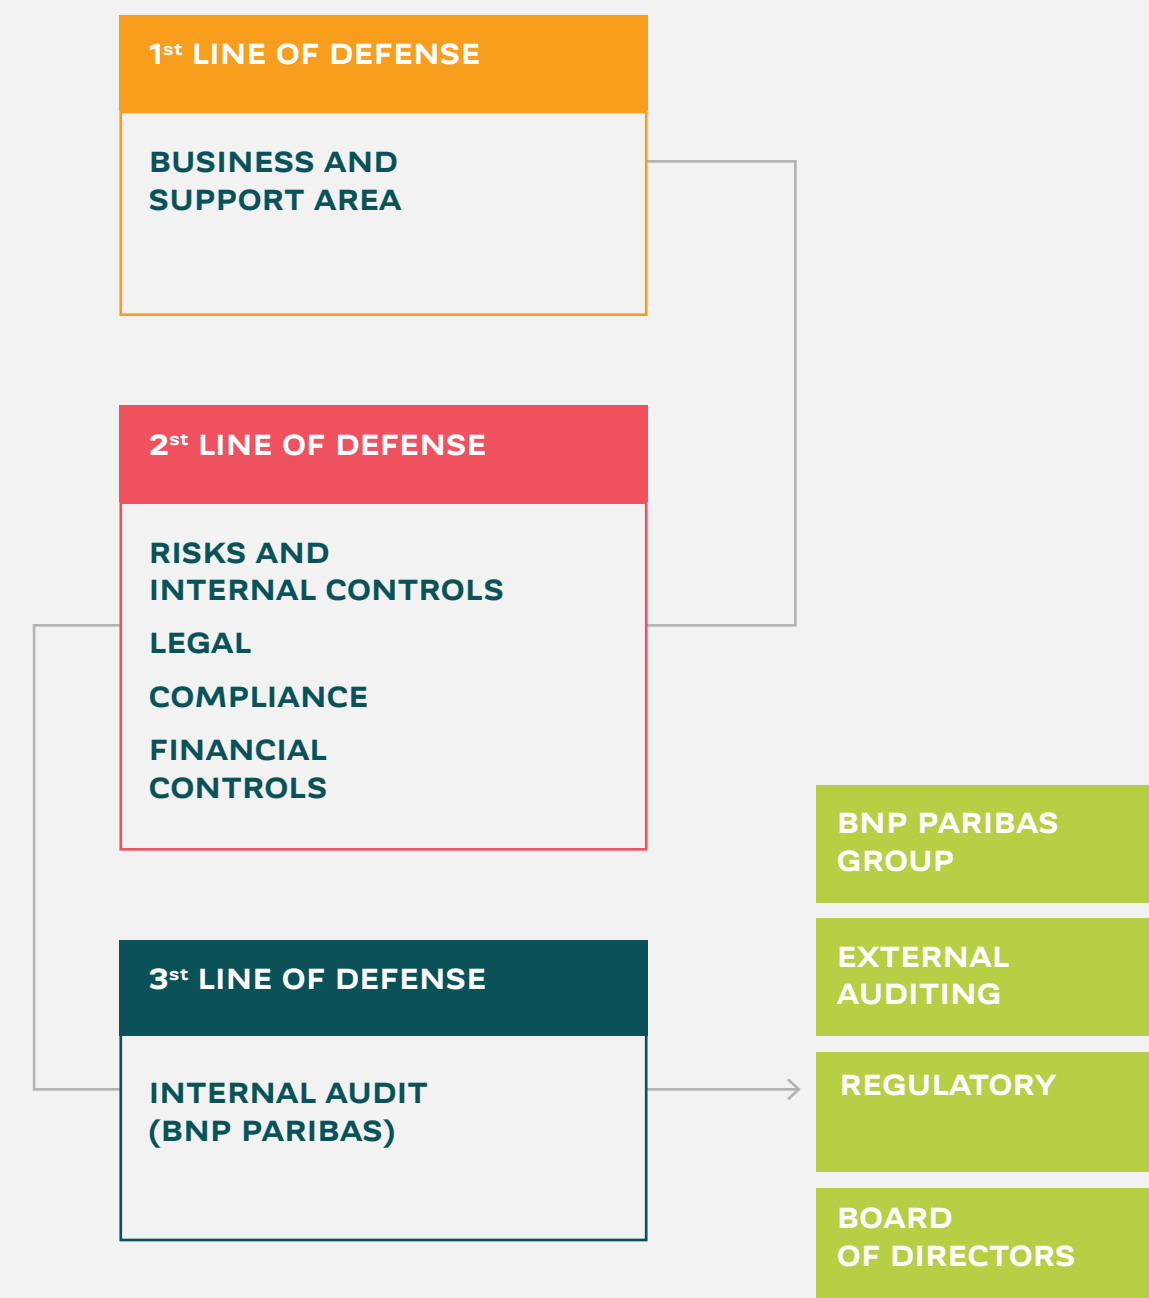 1st LINE OF DEFENSE
BUSINESS AND
SUPPORT AREA
2st LINE OF DEFENSE
RISKS AND
INTERNAL CONTROLS
LEGAL
COMPLIANCE
FINANCIAL
CONTROLS
3st LINE OF DEFENSE
INTERNAL AUDIT
(BNP PARIBAS)
BNP PARIBAS
GROUP
EXTERNAL
AUDITING
REGULATORY
BOARD
OF DIRECTORS